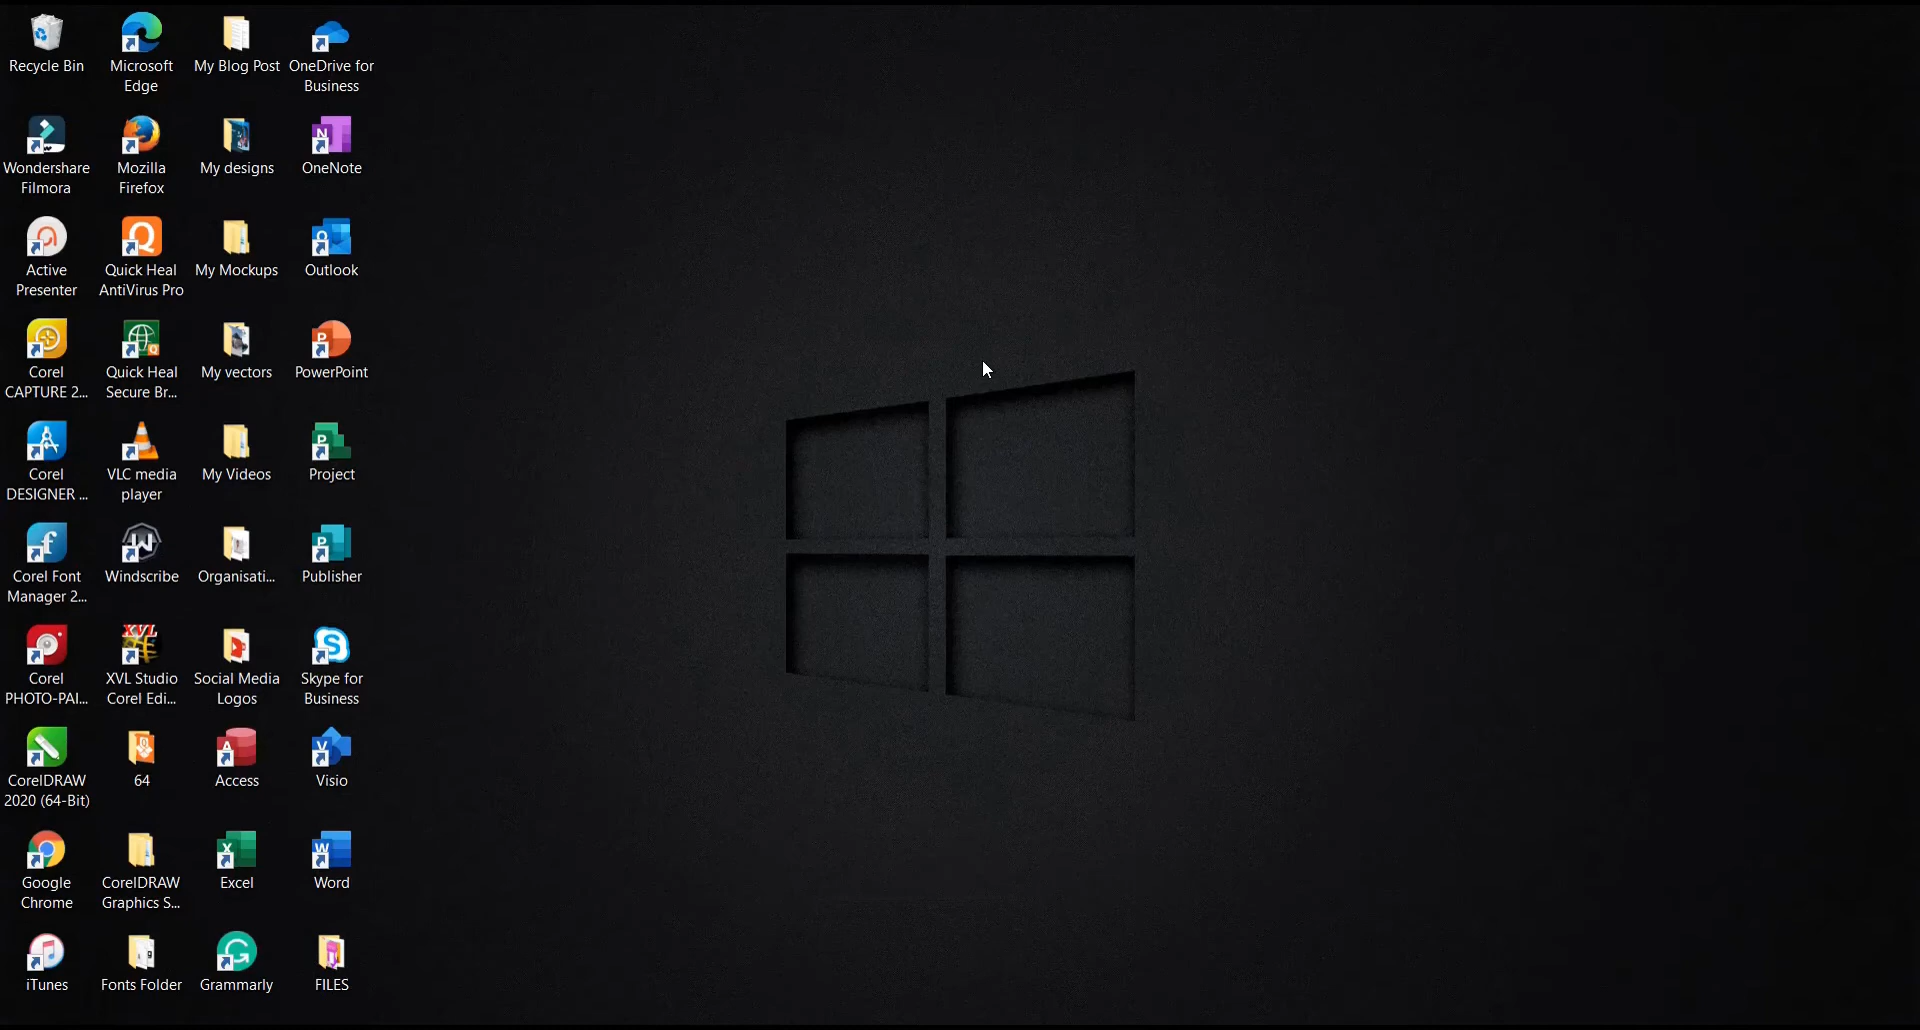 Recycle Bin
Microsoft
Edge
My Blog Post
OneDrive for
Business
Wondershare
Filmora
Mozilla
Firefox
My designs
OneNote
Active
Presenter
Quick Heal
AntiVirus Pro
My Mockups
Outlook
Corel
CAPTURE 2...
Quick Heal
Secure Br...
My vectors
PowerPoint
Corel
DESIGNER ...
VLC media
player
My Videos
Project
Corel Font
Manager 2...
Windscribe
Organisati...
Publisher
Corel
PHOTO-PAI...
XVL Studio
Corel Edi...
Social Media
Logos
Skype for
Business
CorelDRAW
2020 (64-Bit)
64
Access
Visio
Google
Chrome
CorelDRAW
Graphics S...
Excel
Word
iTunes
Fonts Folder
Grammarly
FILES